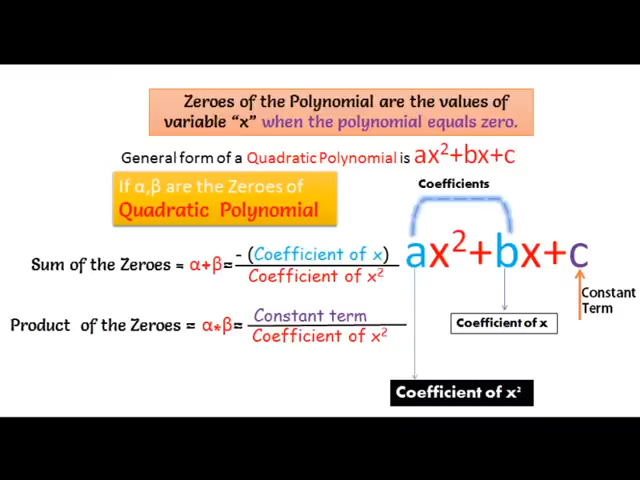 Zeroes of the Polynomial are the values of
variable “x” when the polynomial equals zero.
General form of a Quadratic Polynomial is ax²+bx+c
If α,β are the Zeroes of
Quadratic Polynomial
Coefficients
ax²+bx+c
Sum of the Zeroes = α+β= - (Coefficient of x)
Coefficient of x²
Constant
Term
Product of the Zeroes = α*β= Constant term
Coefficient of x²
Coefficient of x
Coefficient of x²